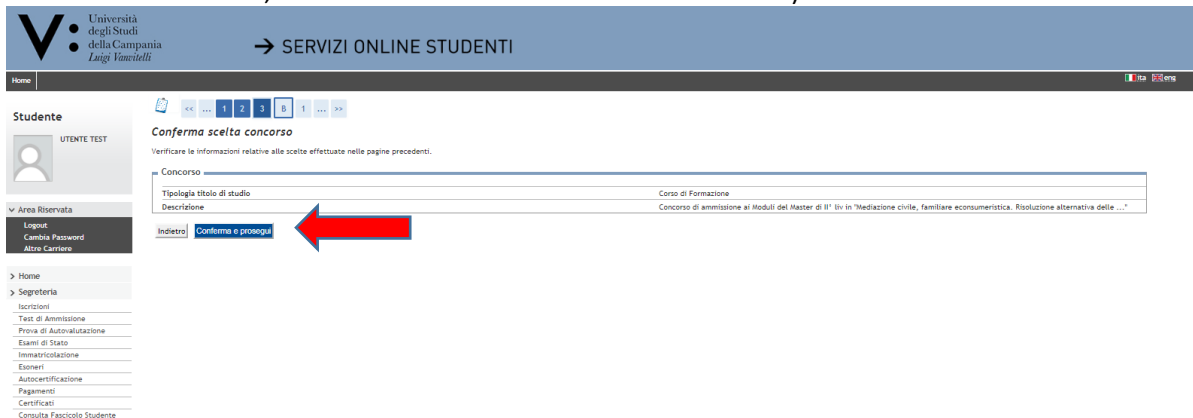 Università
degli Studi
della Campania
Luigi Vanvitelli
→ SERVIZI ONLINE STUDENTI
Home
ita eng
Studente
UTENTE TEST
<< ... 1 2 3 B 1 ... >>
Conferma scelta concorso
Verificare le informazioni relative alle scelte effettuate nelle pagine precedenti.
Concorso
Tipologia titolo di studio Corso di Formazione
Descrizione Concorso di ammissione ai Moduli del Master di II° liv in "Mediazione civile, familiare econsumeristica. Risoluzione alternativa delle ..."
Indietro Conferma e prosegui
Area Riservata
Logout
Cambia Password
Altre Carriere
> Home
> Segreteria
Iscrizioni
Test di Ammissione
Prova di Autovalutazione
Esami di Stato
Immatricolazione
Esoneri
Autocertificazione
Pagamenti
Certificati
Consulta Fascicolo Studente